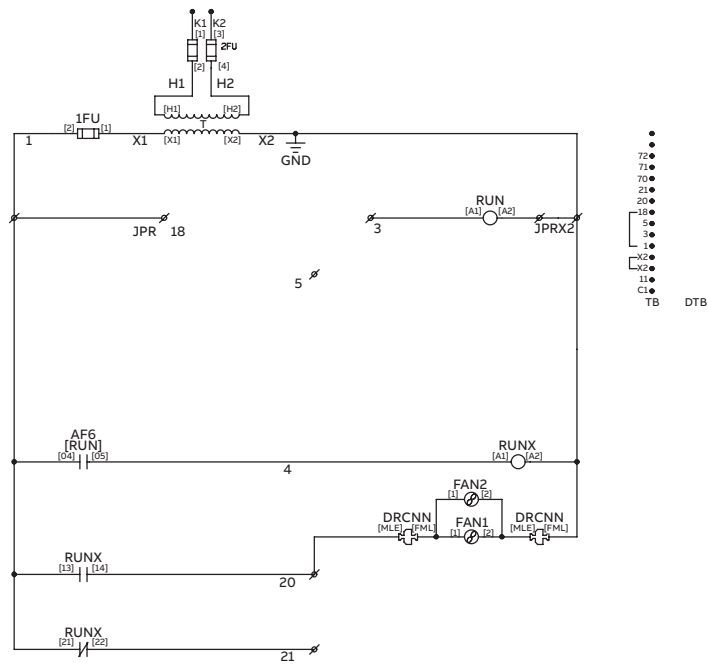 K1 K2
[1] [3]
2FU
[2] [4]
H1 H2
[H1] [H2]
T
1FU
[2] [1]
1 X1 [X1] [X2] X2
GND
72
71
70
21
20
18
5
3
1
X2
X2
11
C1
TB DTB
RUN
[A1] [A2]
JPR 18 3 JPRX2
5
AF6
[RUN]
[04] [05]
4
RUNX
[A1] [A2]
FAN2
[1] [2]
DRCNN FAN1 DRCNN
[MLE] [FML] [1] [2] [MLE] [FML]
RUNX
[13] [14]
20
RUNX
[21] [22]
21